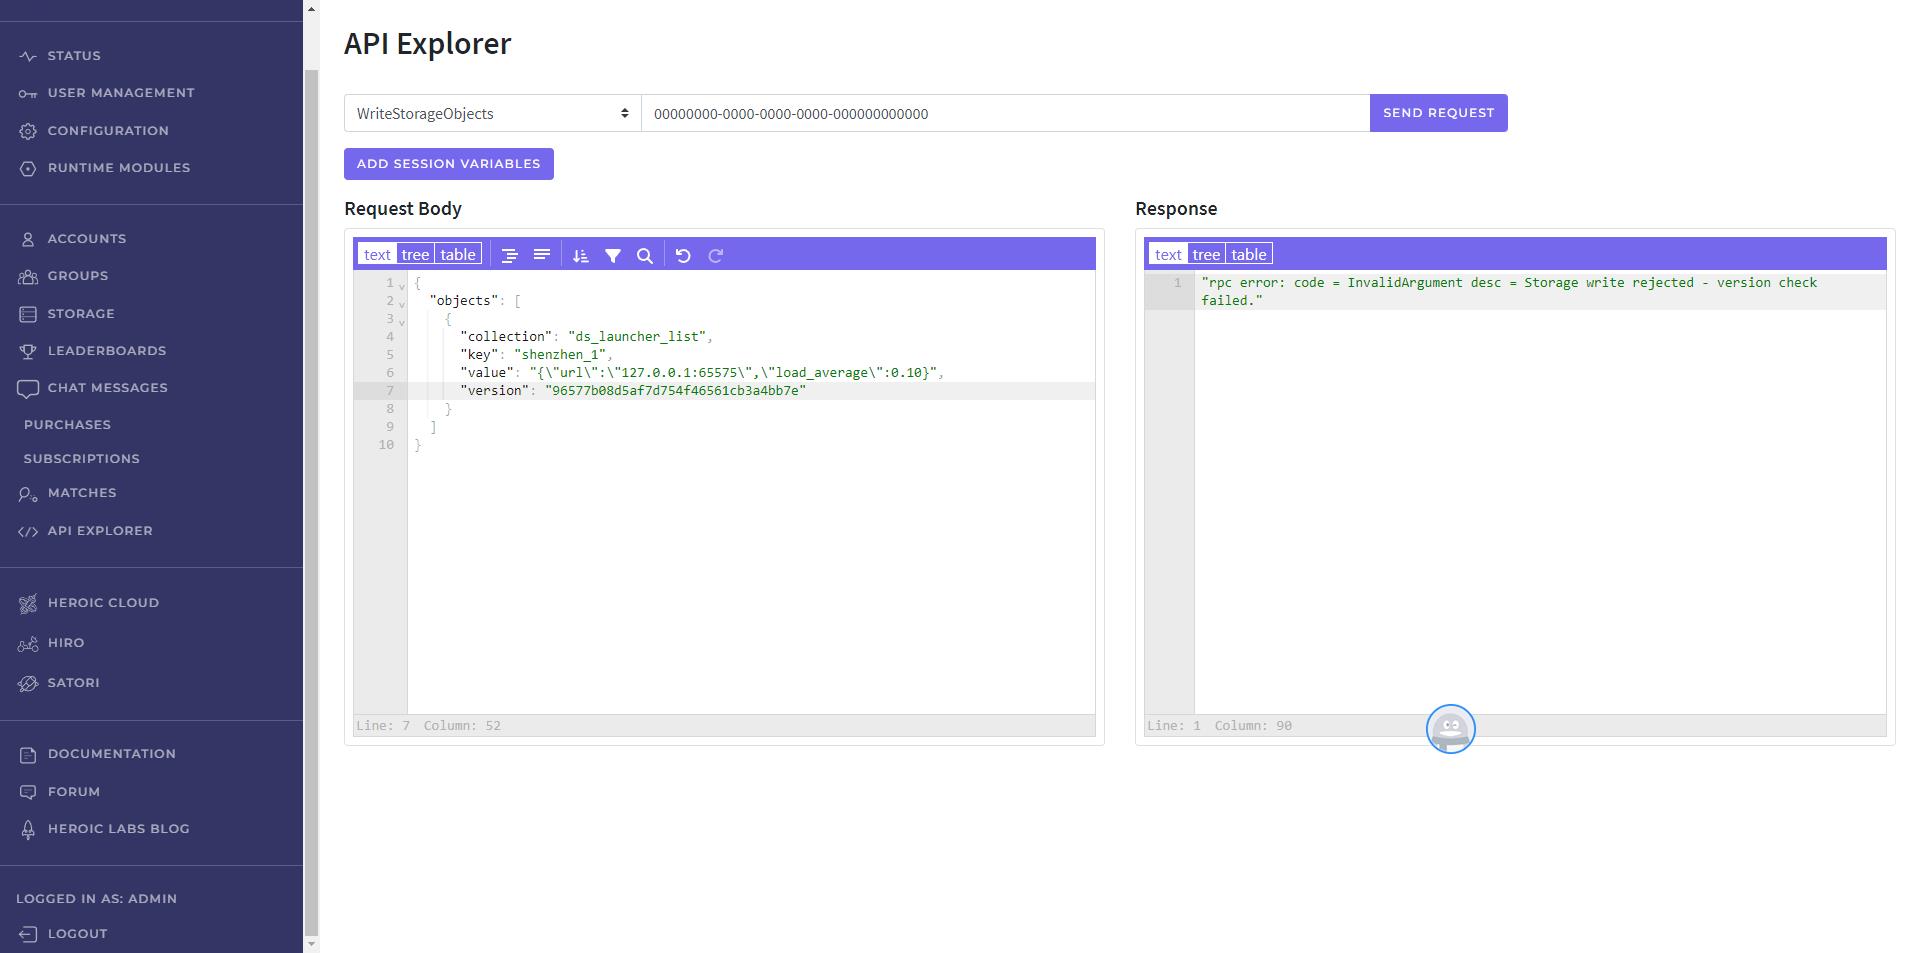 STATUS
USER MANAGEMENT
CONFIGURATION
RUNTIME MODULES
ACCOUNTS
GROUPS
STORAGE
LEADERBOARDS
CHAT MESSAGES
PURCHASES
SUBSCRIPTIONS
MATCHES
API EXPLORER
HEROIC CLOUD
HIRO
SATORI
DOCUMENTATION
FORUM
HEROIC LABS BLOG
LOGGED IN AS: ADMIN
LOGOUT
API Explorer
WriteStorageObjects 00000000-0000-0000-0000-000000000000 SEND REQUEST
ADD SESSION VARIABLES
Request Body
text tree table
1 {
2 "objects": [
3 {
4 "collection": "ds_launcher_list",
5 "key": "shenzhen_1",
6 "value": "{\"url\":\"127.0.0.1:65575\",\"load_average\":0.10}",
7 "version": "96577b08d5af7d754f46561cb3a4bb7e"
8 }
9 ]
10 }
Line: 7 Column: 52
Response
text tree table
1 "rpc error: code = InvalidArgument desc = Storage write rejected - version check
failed."
Line: 1 Column: 90